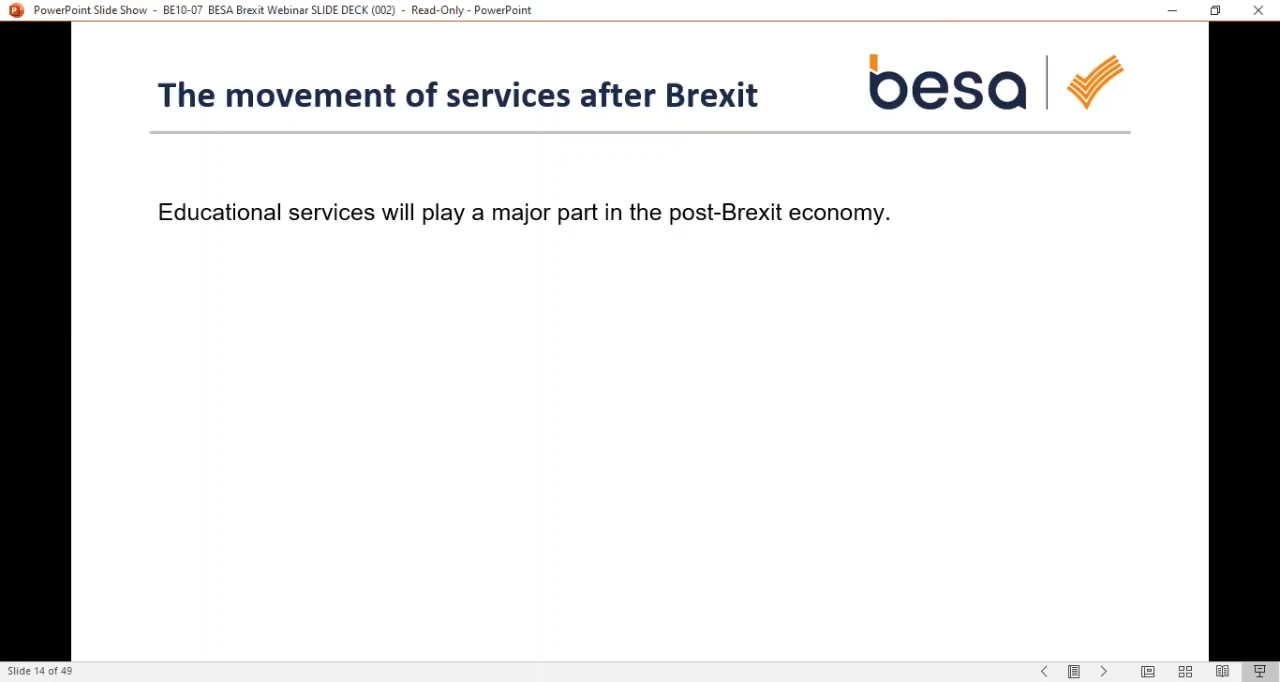 PowerPoint Slide Show - BE10-07 BESA Brexit Webinar SLIDE DECK (002) - Read-Only - PowerPoint
The movement of services after Brexit
besa
Educational services will play a major part in the post-Brexit economy.
Slide 14 of 49